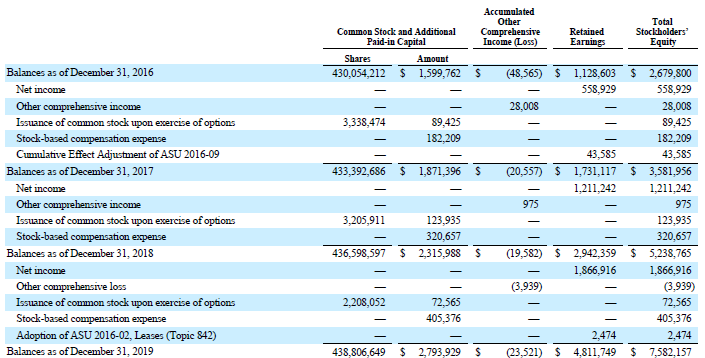 Accumulated
Other
Common Stock and Additional Comprehensive Retained Total Stockholders’
Paid-in Capital Income (Loss) Earnings Equity
Shares Amount
Balances as of December 31, 2016 430,054,212 $ 1,599,762 $ (48,565) $ 1,128,603 $ 2,679,800
Net income — — — 558,929 558,929
Other comprehensive income — — 28,008 — 28,008
Issuance of common stock upon exercise of options 3,338,474 89,425 — — 89,425
Stock-based compensation expense — 182,209 — — 182,209
Cumulative Effect Adjustment of ASU 2016-09 — — — 43,585 43,585
Balances as of December 31, 2017 433,392,686 $ 1,871,396 $ (20,557) $ 1,731,117 $ 3,581,956
Net income — — — 1,211,242 1,211,242
Other comprehensive income — — 975 — 975
Issuance of common stock upon exercise of options 3,205,911 123,935 — — 123,935
Stock-based compensation expense — 320,657 — — 320,657
Balances as of December 31, 2018 436,598,597 $ 2,315,988 $ (19,582) $ 2,942,359 $ 5,238,765
Net income — — — 1,866,916 1,866,916
Other comprehensive loss — — (3,939) — (3,939)
Issuance of common stock upon exercise of options 2,208,052 72,565 — — 72,565
Stock-based compensation expense — 405,376 — — 405,376
Adoption of ASU 2016-02, Leases (Topic 842) — — — 2,474 2,474
Balances as of December 31, 2019 438,806,649 $ 2,793,929 $ (23,521) $ 4,811,749 $ 7,582,157